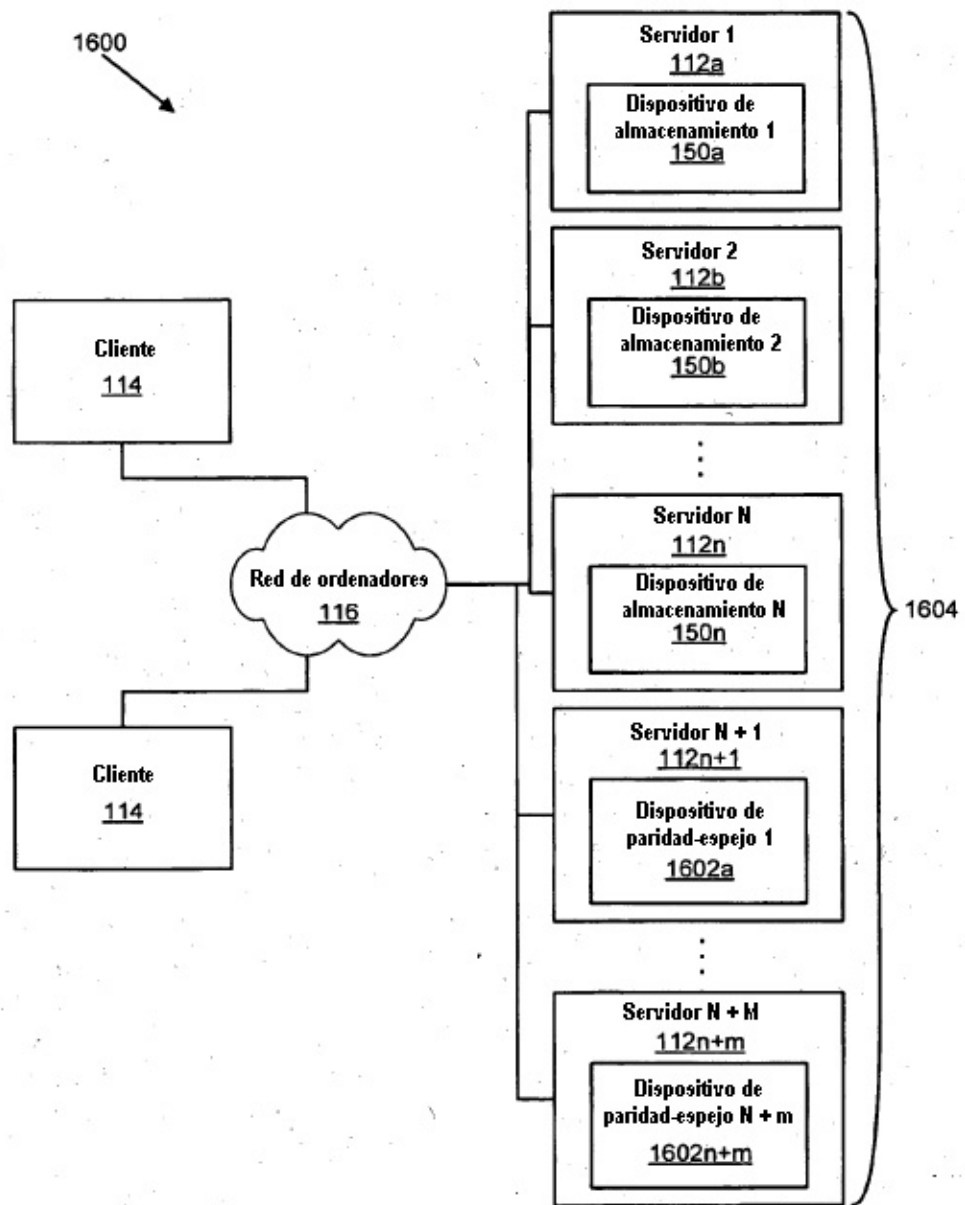 1600
Servidor 1
112a
Dispositivo de
almacenamiento 1
150a
Servidor 2
112b
Dispositivo de
almacenamiento 2
150b
Cliente
114
Servidor N
112n
Dispositivo de
almacenamiento N
150n
Red de ordenadores
116
1604
Servidor N + 1
112n+1
Dispositivo de
paridad-espejo 1
1602a
Cliente
114
Servidor N + M
112n+m
Dispositivo de
paridad-espejo N + m
1602n+m